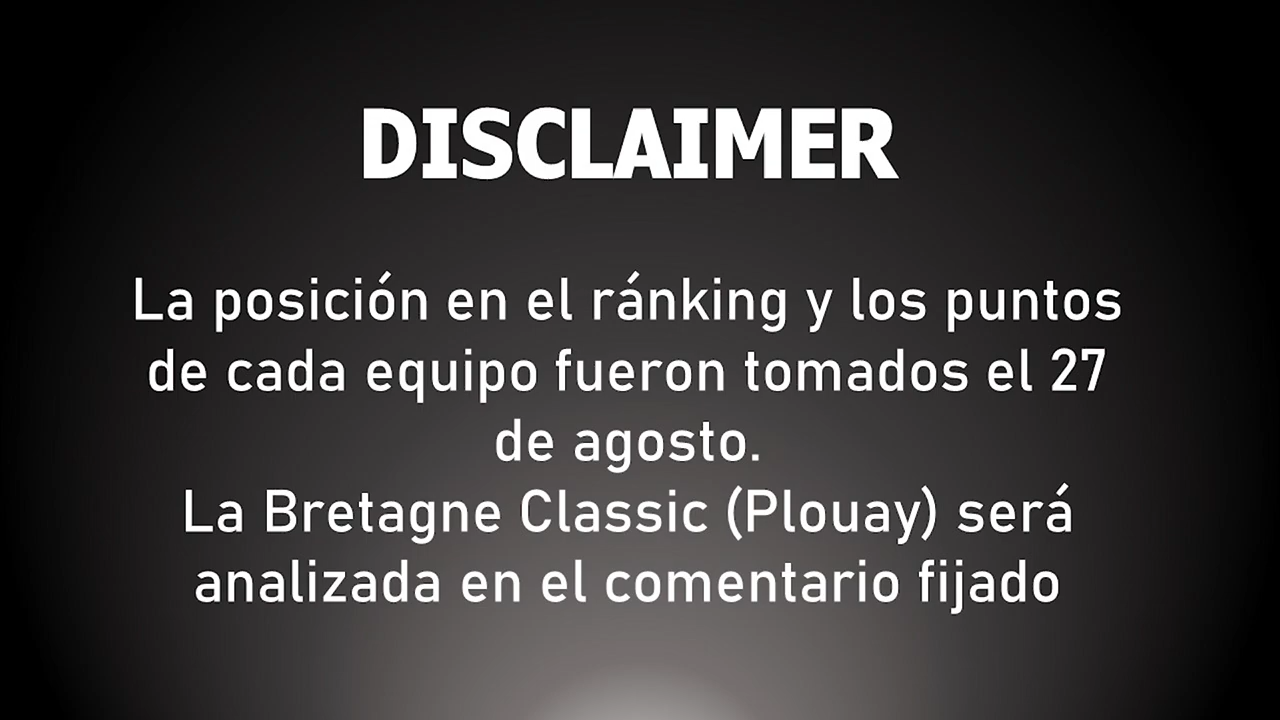 DISCLAIMER
La posición en el ránking y los puntos
de cada equipo fueron tomados el 27
de agosto.
La Bretagne Classic (Plouay) será
analizada en el comentario fijado